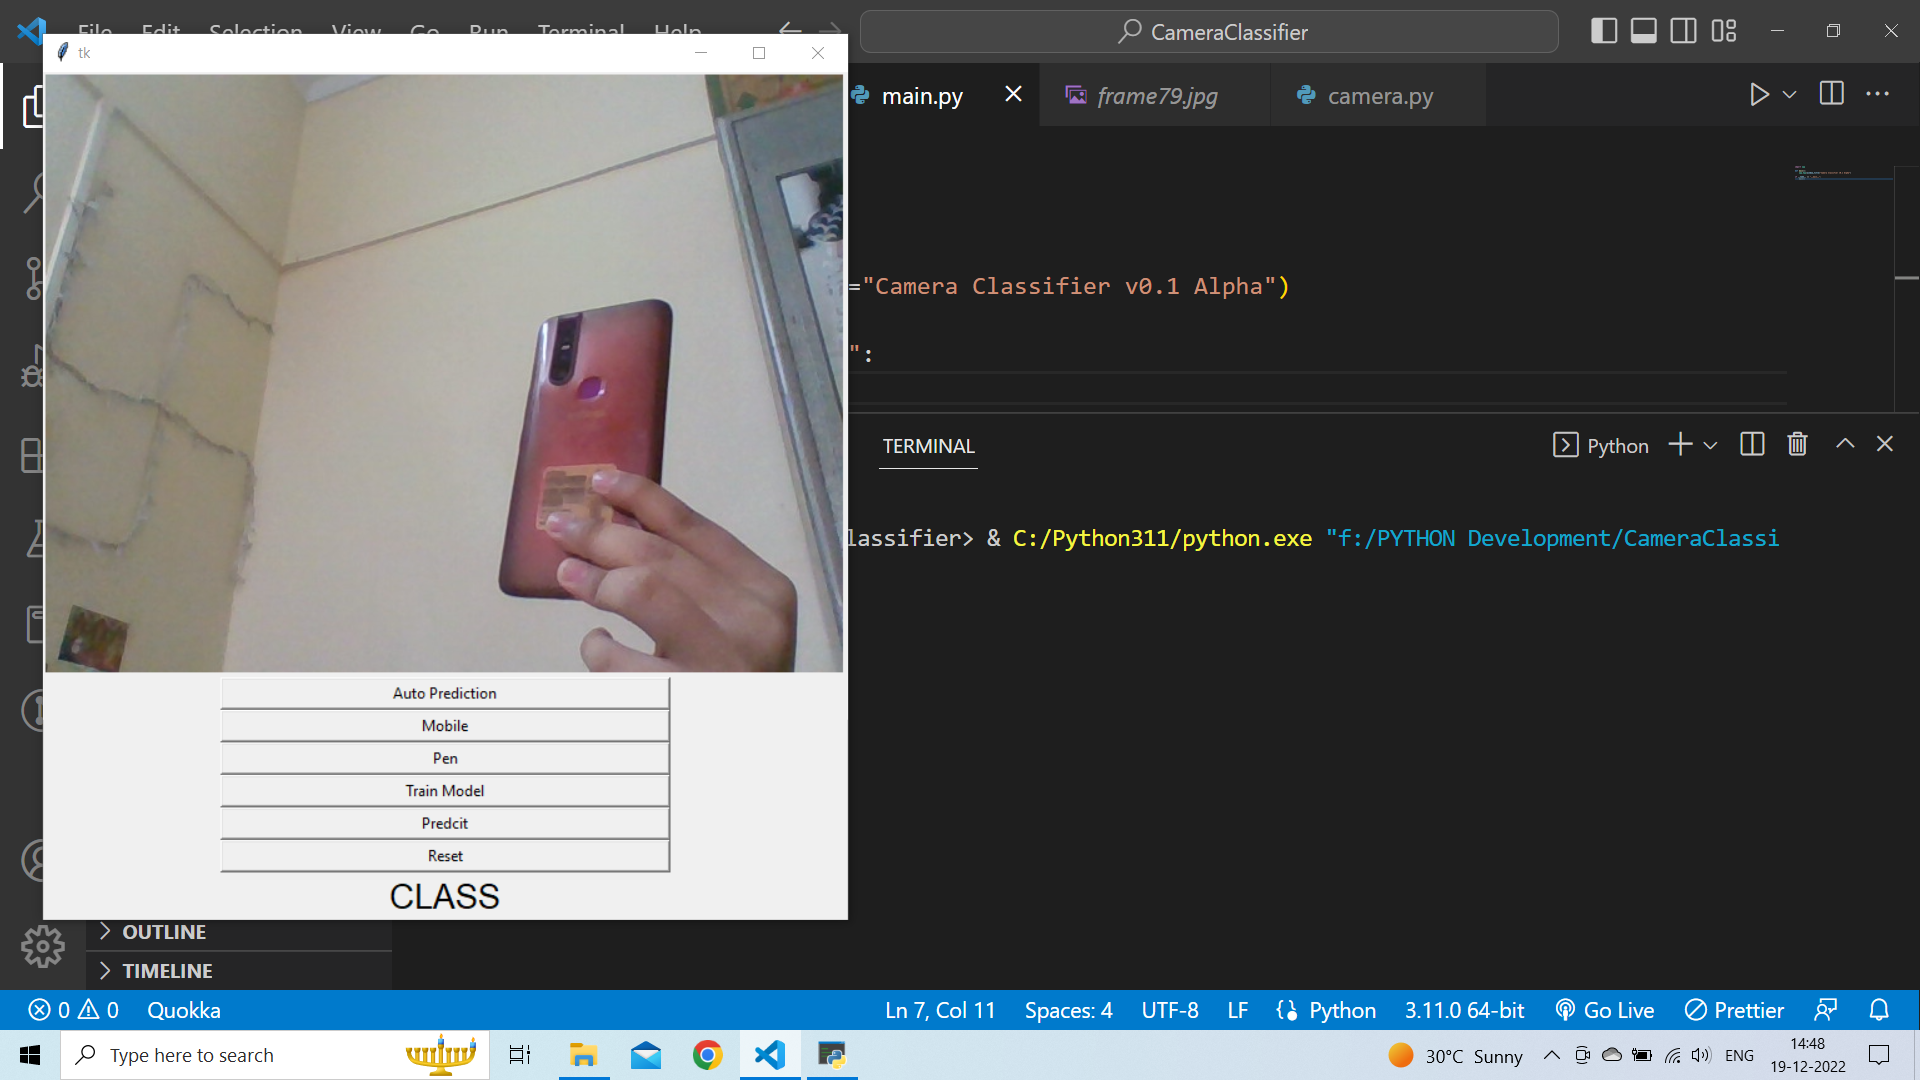 File Edit Selection View Go Run Terminal Help
CameraClassifier
tk
main.py
frame79.jpg
camera.py
="Camera Classifier v0.1 Alpha")
":
TERMINAL
Python
lassifier> & C:/Python311/python.exe "f:/PYTHON Development/CameraClassi
Auto Prediction
Mobile
Pen
Train Model
Predcit
Reset
CLASS
OUTLINE
TIMELINE
0 0 Quokka
Ln 7, Col 11 Spaces: 4 UTF-8 LF Python 3.11.0 64-bit Go Live Prettier
Type here to search
30°C Sunny
ENG
14:48
19-12-2022